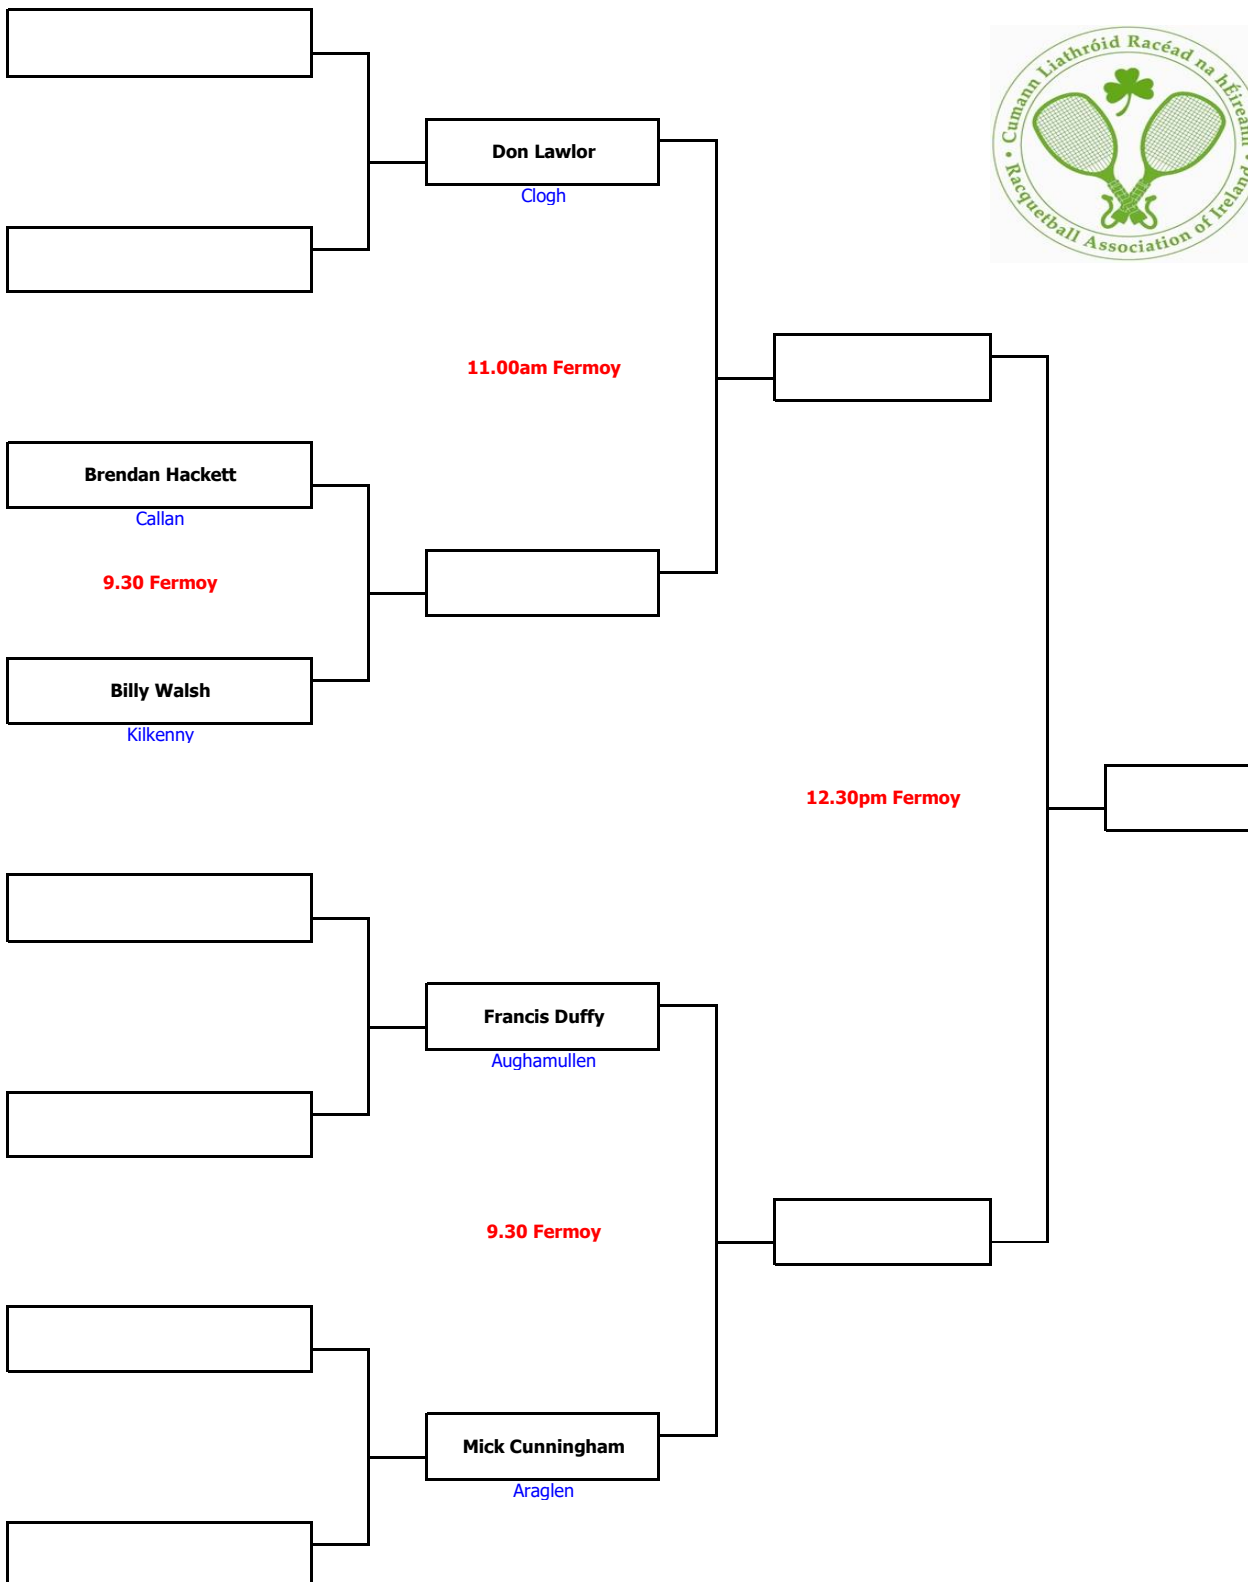 • Cumann Liathróid Racéad na hÉireann •
Racquetball Association of Ireland
Don Lawlor
Clogh
11.00am Fermoy
Brendan Hackett
Callan
9.30 Fermoy
Billy Walsh
Kilkenny
12.30pm Fermoy
Francis Duffy
Aughamullen
9.30 Fermoy
Mick Cunningham
Araglen